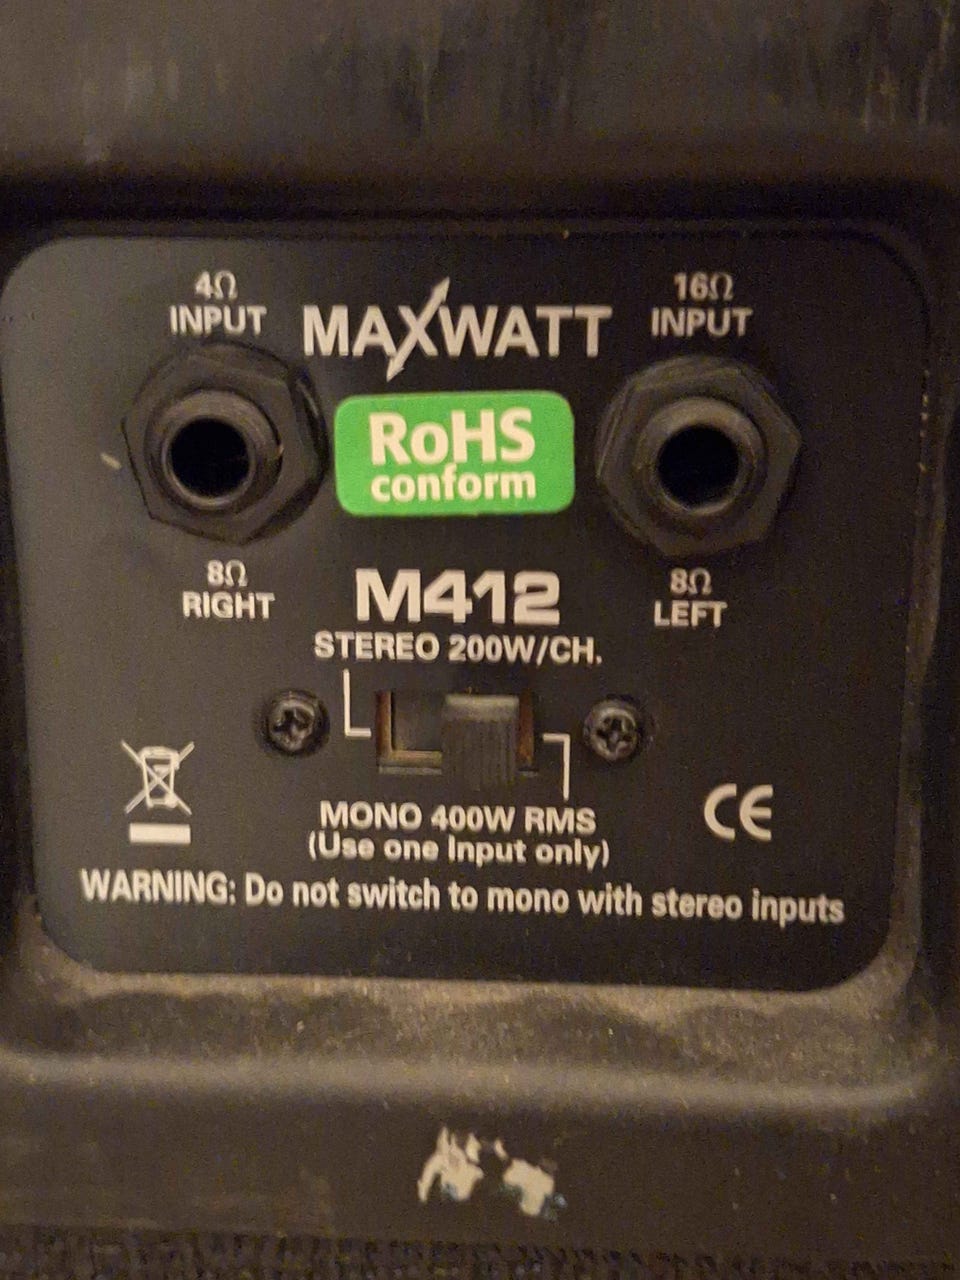 4Ω
INPUT
MAXWATT
16Ω
INPUT
RoHS
conform
8Ω
RIGHT
M412
8Ω
LEFT
STEREO 200W/CH.
MONO 400W RMS
(Use one Input only)
CE
WARNING: Do not switch to mono with stereo inputs